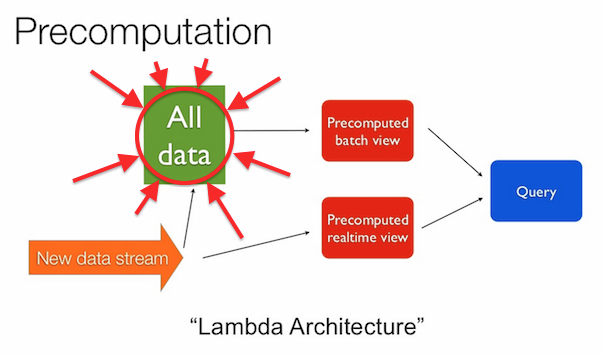 Precomputation
All
data
Precomputed
batch view
Query
Precomputed
realtime view
New data stream
“Lambda Architecture”